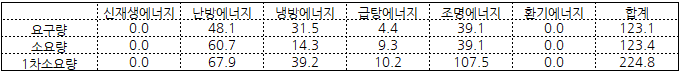 신재생에너지 난방에너지 냉방에너지 급탕에너지 조명에너지 환기에너지 합계
요구량 0.0 48.1 31.5 4.4 39.1 0.0 123.1
소요량 0.0 60.7 14.3 9.3 39.1 0.0 123.4
1차소요량 0.0 67.9 39.2 10.2 107.5 0.0 224.8